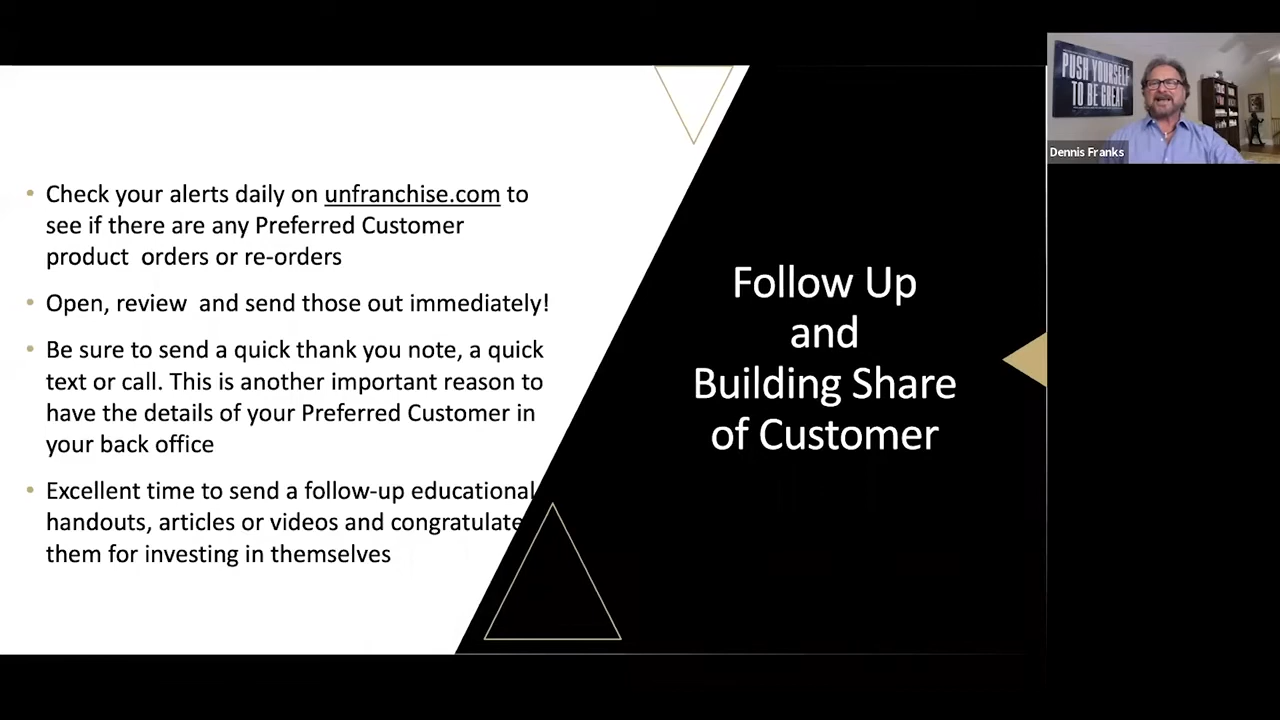 • Check your alerts daily on unfranchise.com to
see if there are any Preferred Customer
product  orders or re-orders
• Open, review  and send those out immediately!
• Be sure to send a quick thank you note, a quick
text or call. This is another important reason to
have the details of your Preferred Customer in
your back office
• Excellent time to send a follow-up educational
handouts, articles or videos and congratulate
them for investing in themselves
Follow Up
and
Building Share
of Customer
PUSH YOURSELF
TO BE GREAT
Dennis Franks